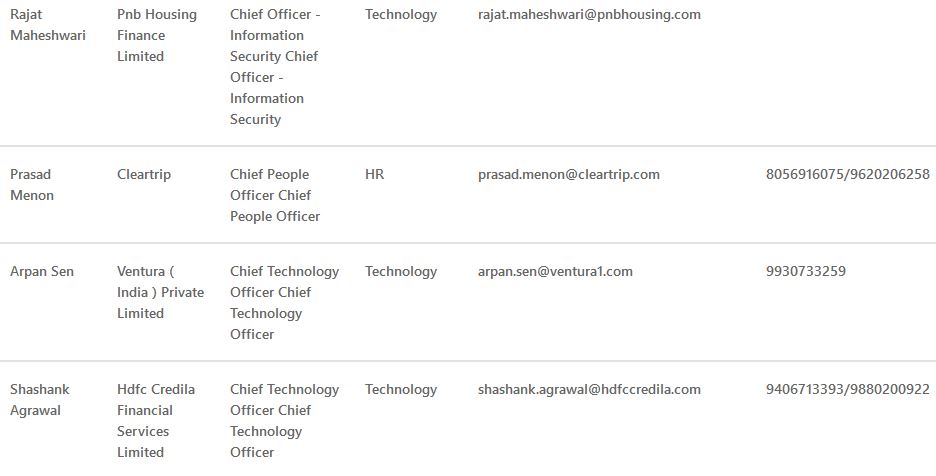 Rajat Maheshwari Pnb Housing Finance Limited Chief Officer - Information Security Chief Officer - Information Security Technology rajat.maheshwari@pnbhousing.com
Prasad Menon Cleartrip Chief People Officer Chief People Officer HR prasad.menon@cleartrip.com 8056916075/9620206258
Arpan Sen Ventura ( India ) Private Limited Chief Technology Officer Chief Technology Officer Technology arpan.sen@ventura1.com 9930733259
Shashank Agrawal Hdfc Credila Financial Services Limited Chief Technology Officer Chief Technology Officer Technology shashank.agrawal@hdfccredila.com 9406713393/9880200922